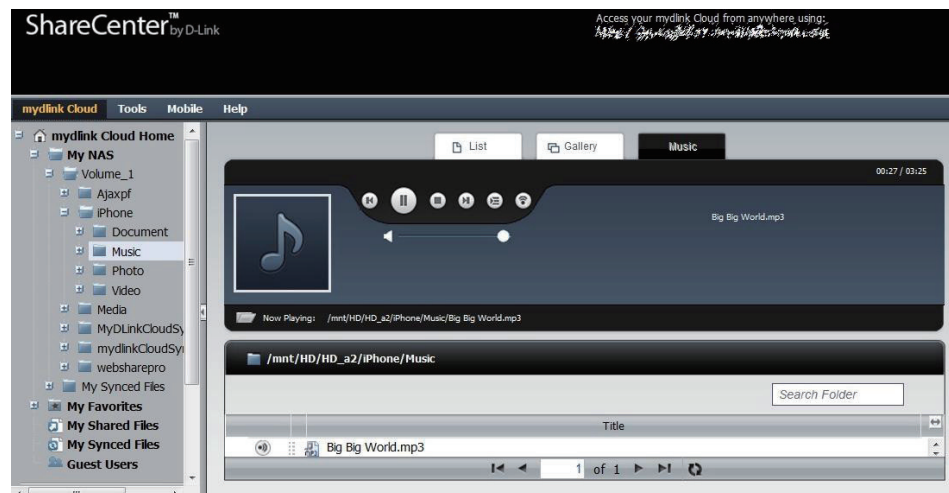 ShareCenter™ by D-Link
Access your mydlink Cloud from anywhere using:
mydlink Cloud Tools Mobile Help
mydlink Cloud Home
My NAS
Volume_1
Ajaxpf
iPhone
Document
Music
Photo
Video
Media
MyDLinkCloudSy
mydlinkCloudSyn
websharepro
My Synced Files
My Favorites
My Shared Files
My Synced Files
Guest Users
List Gallery Music
00:27 / 03:25
Big Big World.mp3
Now Playing: /mnt/HD/HD_a2/iPhone/Music/Big Big World.mp3
/mnt/HD/HD_a2/iPhone/Music
Search Folder
Title
Big Big World.mp3
1 of 1